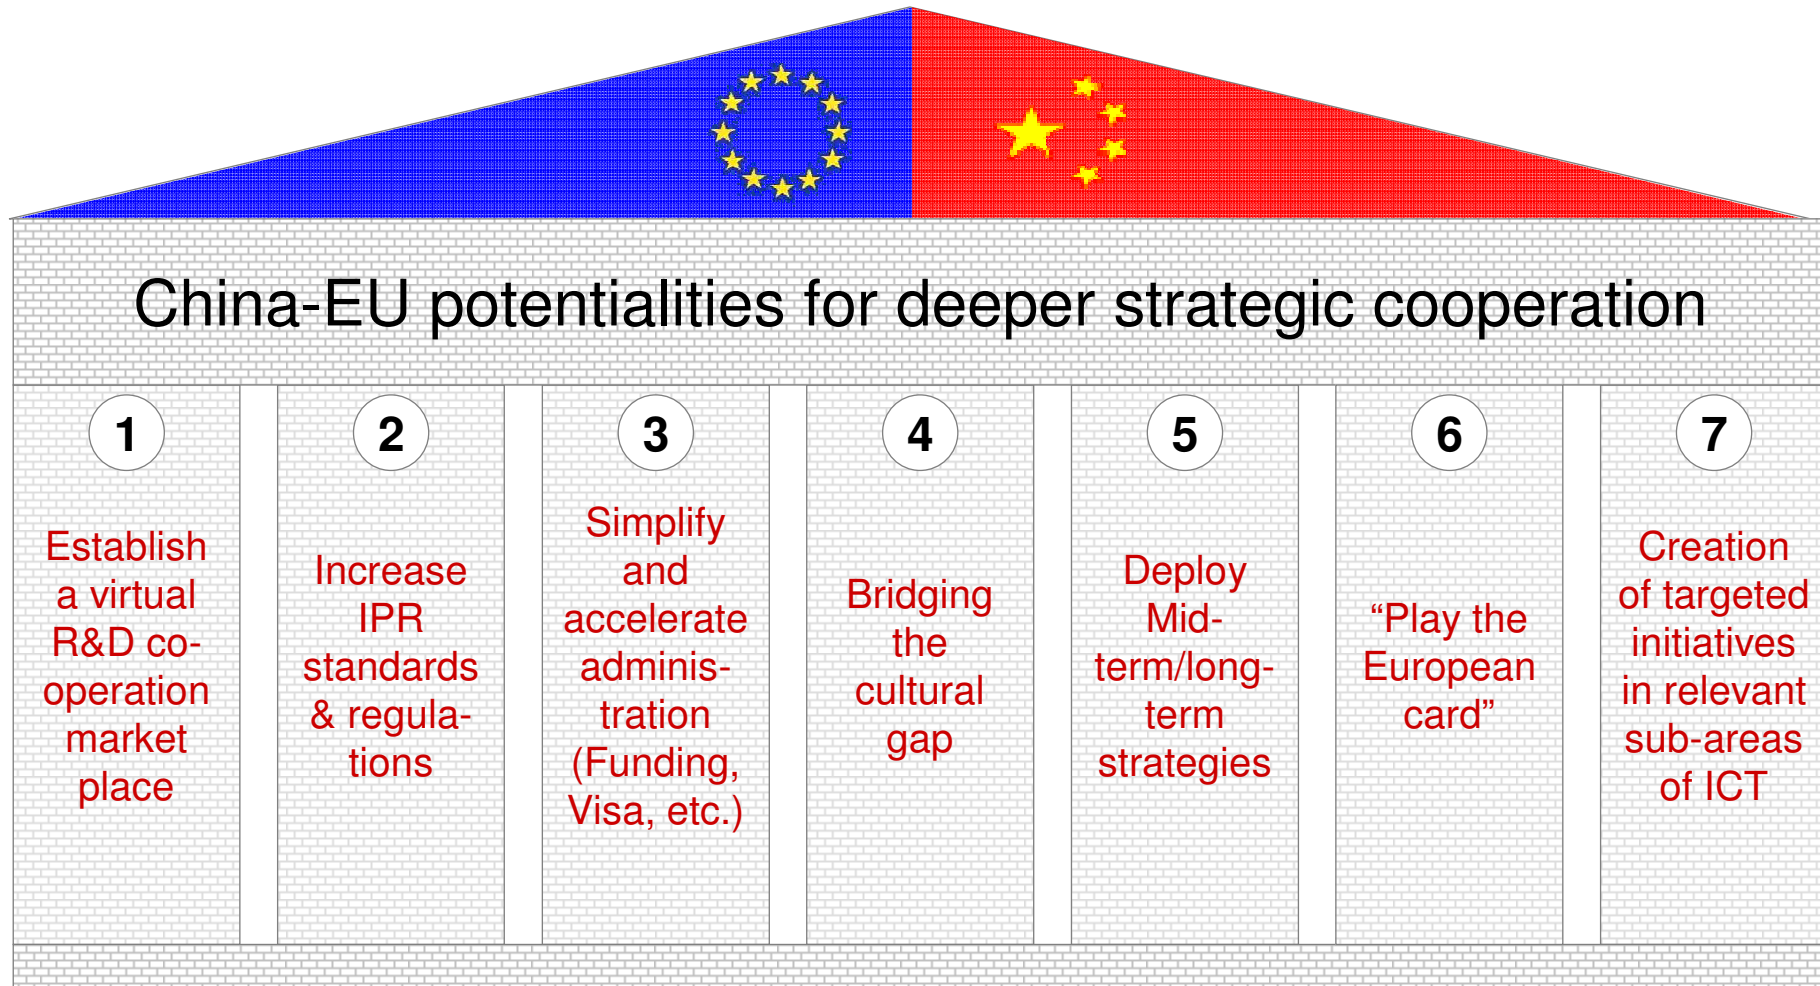 China-EU potentialities for deeper strategic cooperation
1
Establish
a virtual
R&D co-
operation
market
place
2
Increase
IPR
standards
& regula-
tions
3
Simplify
and
accelerate
adminis-
tration
(Funding,
Visa, etc.)
4
Bridging
the
cultural
gap
5
Deploy
Mid-
term/long-
term
strategies
6
“Play the
European
card”
7
Creation
of targeted
initiatives
in relevant
sub-areas
of ICT